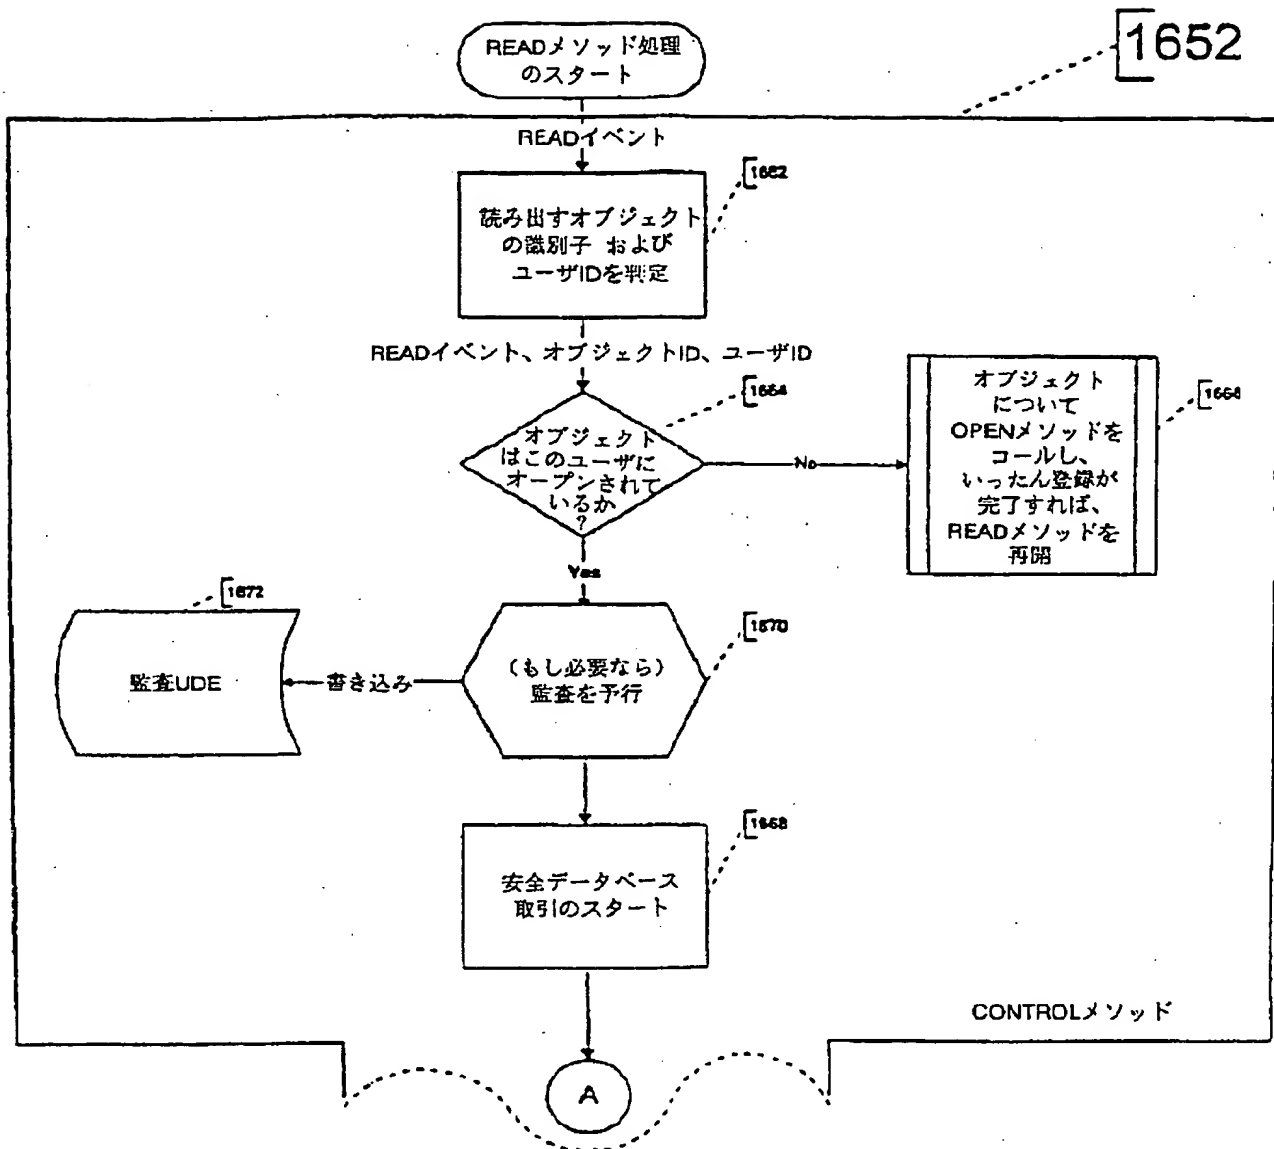 1652
READメソッド処理
のスタート
READイベント
1662
読み出すオブジェクト
の識別子 および
ユーザIDを判定
READイベント、オブジェクトID、ユーザID
1664
オブジェクト
はこのユーザに
オープンされて
いるか
?
No
オブジェクト
について
OPENメソッドを
コールし、
いったん登録が
完了すれば、
READメソッドを
再開
Yes
1672
監査UDE
書き込み
1670
(もし必要なら)
監査を予行
1668
安全データベース
取引のスタート
CONTROLメソッド
A